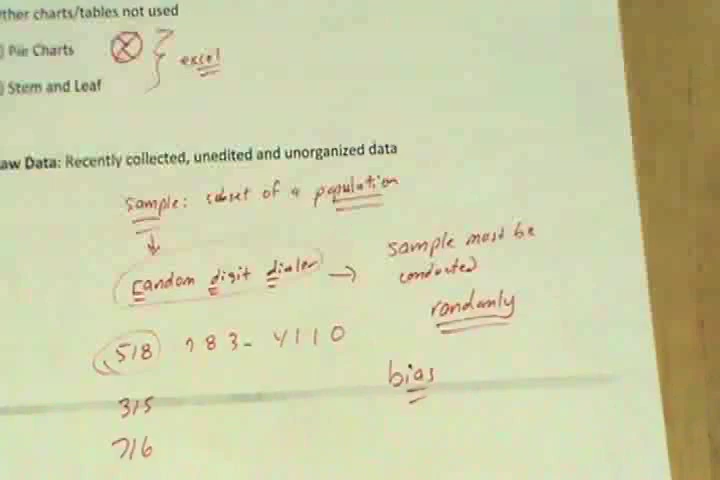 ther charts/tables not used
) Pie Charts
excel
) Stem and Leaf
aw Data: Recently collected, unedited and unorganized data
Sample: subset of a population
random digit dialer → sample must be
conducted
randomly
518 783-4110
bias
315
716